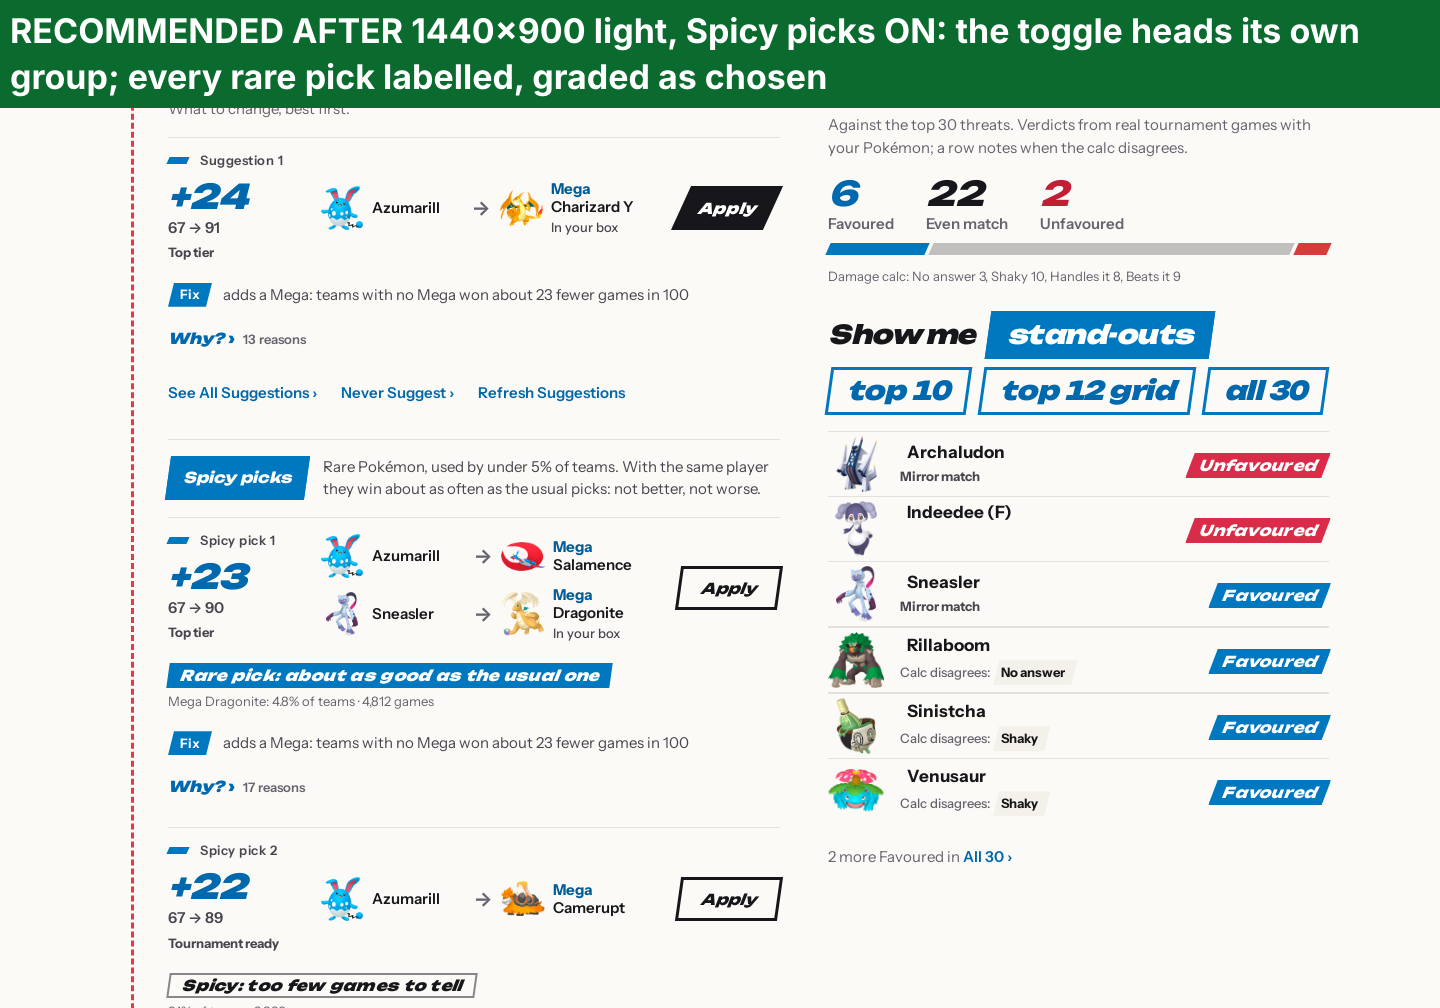 RECOMMENDED AFTER 1440×900 light, Spicy picks ON: the toggle heads its own
group; every rare pick labelled, graded as chosen
What to change, best first.
Suggestion 1
+24
67 → 91
Top tier
Azumarill
→
Mega
Charizard Y
In your box
Apply
Fix adds a Mega: teams with no Mega won about 23 fewer games in 100
Why? › 13 reasons
See All Suggestions › Never Suggest › Refresh Suggestions
Spicy picks
Rare Pokémon, used by under 5% of teams. With the same player
they win about as often as the usual picks: not better, not worse.
Spicy pick 1
+23
67 → 90
Top tier
Azumarill
→
Mega
Salamence
Sneasler
→
Mega
Dragonite
In your box
Apply
Rare pick: about as good as the usual one
Mega Dragonite: 4.8% of teams · 4,812 games
Fix adds a Mega: teams with no Mega won about 23 fewer games in 100
Why? › 17 reasons
Spicy pick 2
+22
67 → 89
Tournament ready
Azumarill
→
Mega
Camerupt
Apply
Spicy: too few games to tell
Against the top 30 threats. Verdicts from real tournament games with
your Pokémon; a row notes when the calc disagrees.
6 22 2
Favoured Even match Unfavoured
Damage calc: No answer 3, Shaky 10, Handles it 8, Beats it 9
Show me stand-outs
top 10 top 12 grid all 30
Archaludon
Mirror match
Unfavoured
Indeedee (F)
Unfavoured
Sneasler
Mirror match
Favoured
Rillaboom
Calc disagrees: No answer
Favoured
Sinistcha
Calc disagrees: Shaky
Favoured
Venusaur
Calc disagrees: Shaky
Favoured
2 more Favoured in All 30 ›